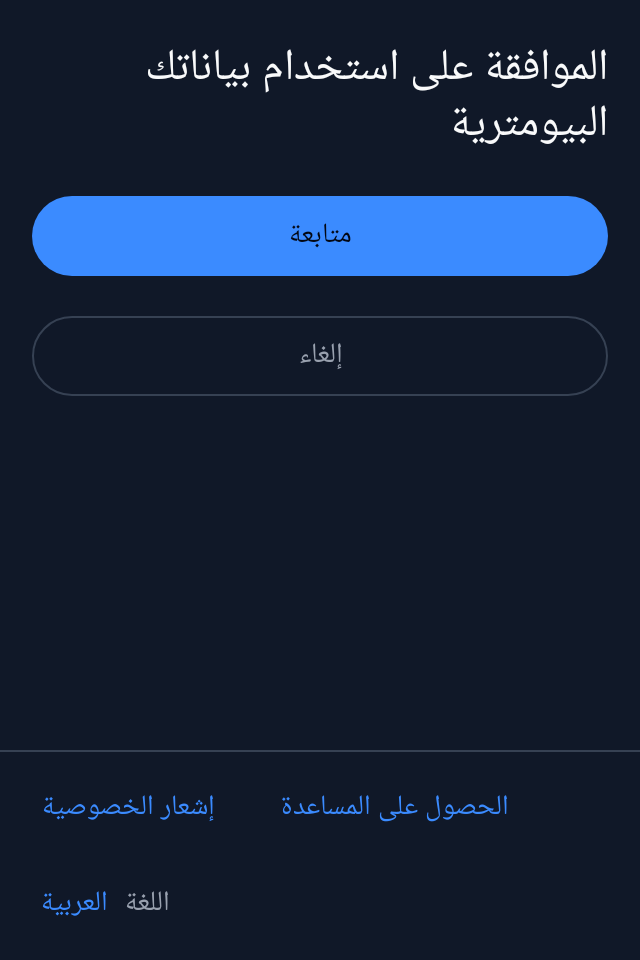 الموافقة على استخدام بياناتك
البيومترية
متابعة
إلغاء
الحصول على المساعدة
إشعار الخصوصية
اللغة العربية